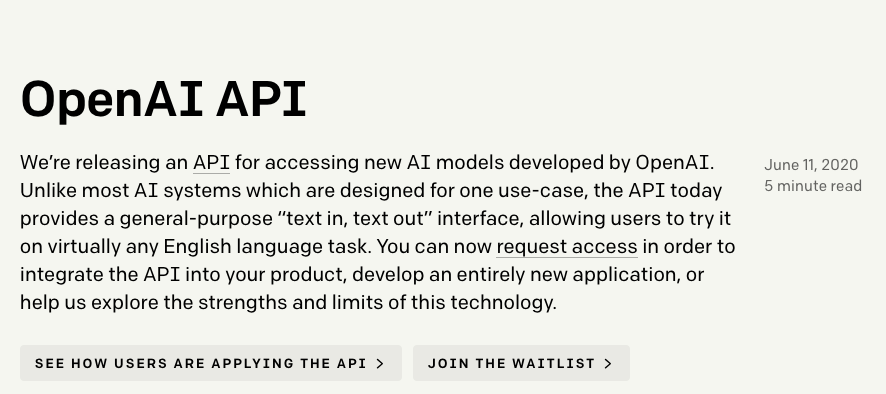 OpenAI API
We’re releasing an API for accessing new AI models developed by OpenAI.
Unlike most AI systems which are designed for one use-case, the API today
provides a general-purpose “text in, text out” interface, allowing users to try it
on virtually any English language task. You can now request access in order to
integrate the API into your product, develop an entirely new application, or
help us explore the strengths and limits of this technology.
June 11, 2020
5 minute read
SEE HOW USERS ARE APPLYING THE API >
JOIN THE WAITLIST >